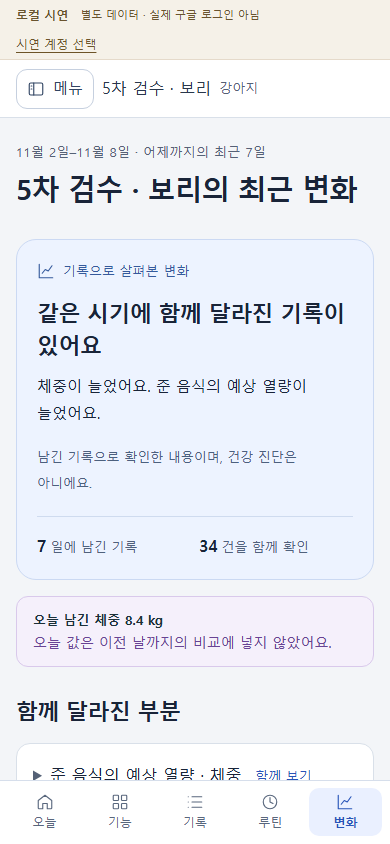 로컬 시연 별도 데이터 · 실제 구글 로그인 아님
시연 계정 선택
메뉴 5차 검수 · 보리 강아지
11월 2일–11월 8일 · 어제까지의 최근 7일
5차 검수 · 보리의 최근 변화
기록으로 살펴본 변화
같은 시기에 함께 달라진 기록이
있어요
체중이 늘었어요. 준 음식의 예상 열량이
늘었어요.
남긴 기록으로 확인한 내용이며, 건강 진단은
아니에요.
7 일에 남긴 기록 34 건을 함께 확인
오늘 남긴 체중 8.4 kg
오늘 값은 이전 날까지의 비교에 넣지 않았어요.
함께 달라진 부분
준 음식의 예상 열량 · 체중 함께 보기
오늘 기능 기록 루틴 변화